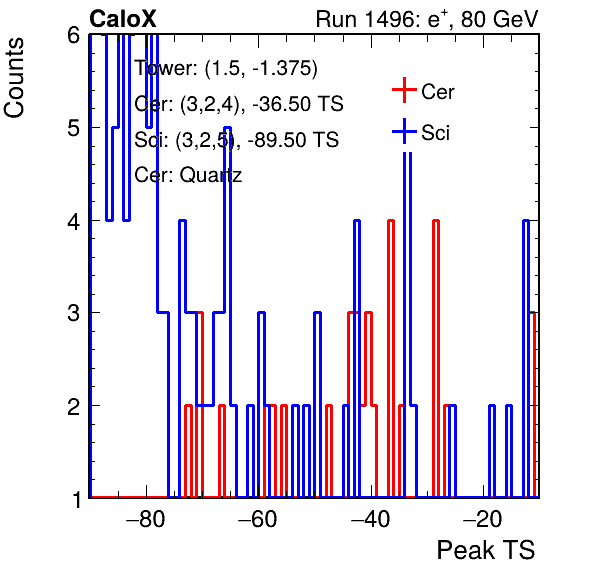 CaloX Run 1496: e⁺, 80 GeV
Counts
6
Tower: (1.5, -1.375)
Cer: (3,2,4), -36.50 TS
Sci: (3,2,5), -89.50 TS
Cer: Quartz
Cer
Sci
5
4
3
2
1
−80 −60 −40 −20
Peak TS